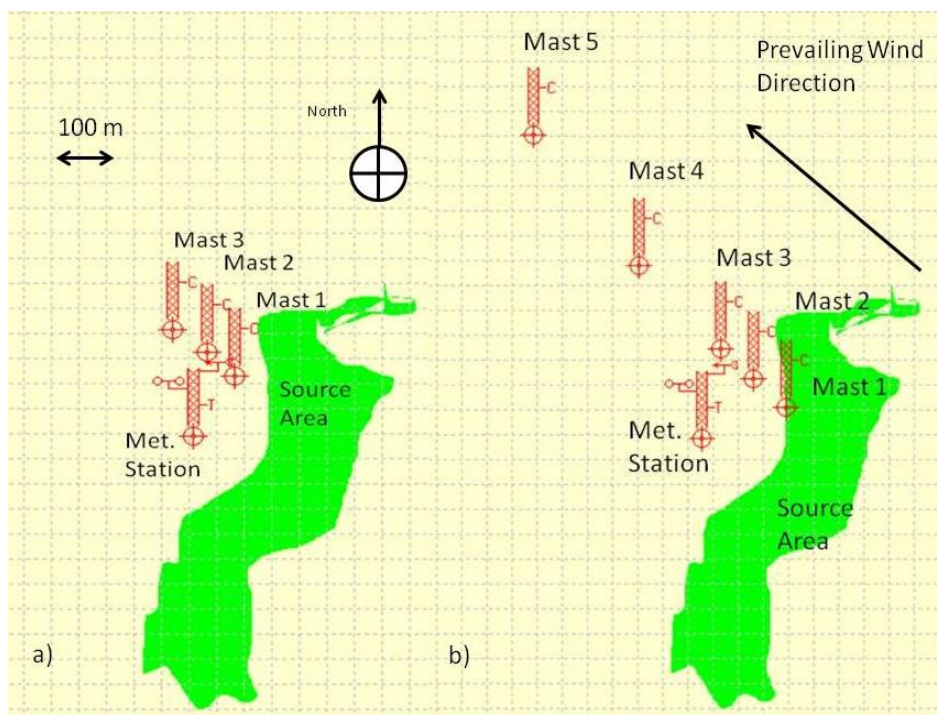 Mast 5
Prevailing Wind
Direction
North
100 m
Mast 4
C
C
Mast 3
Mast 2
Mast 1
C
C
C
Mast 3
Mast 2
Mast 1
C
C
C
Source
Area
T
Met.
Station
T
Met.
Station
Source
Area
a)
b)